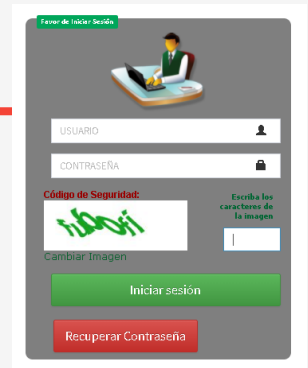 Favor de Iniciar Sesión
USUARIO
CONTRASEÑA
Código de Seguridad:
Escriba los
caracteres de
la imagen
Cambiar Imagen
Iniciar sesión
Recuperar Contraseña